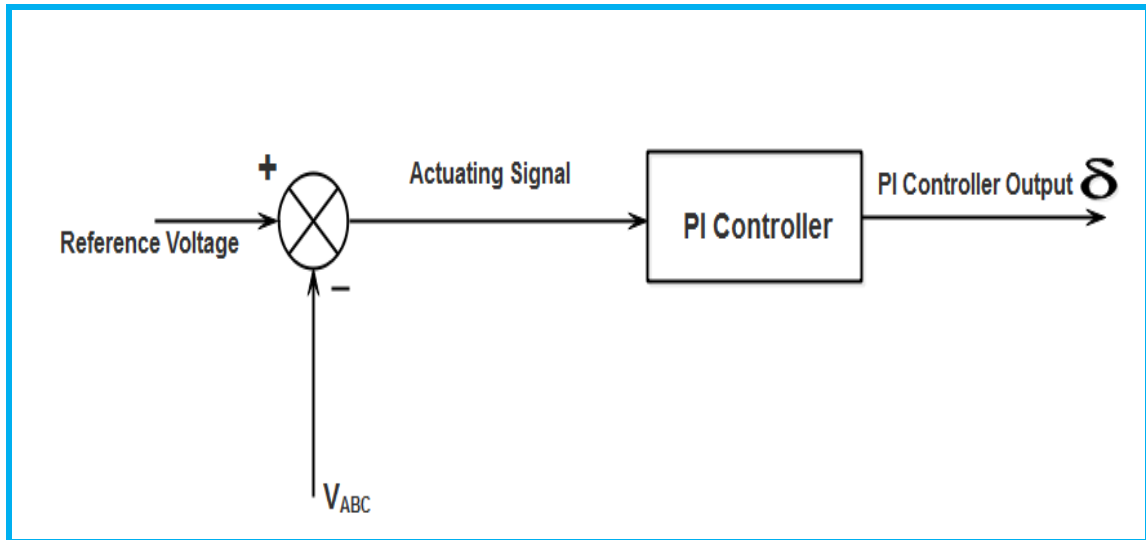 +
Actuating Signal
PI Controller Output δ
Reference Voltage
PI Controller
−
VABC